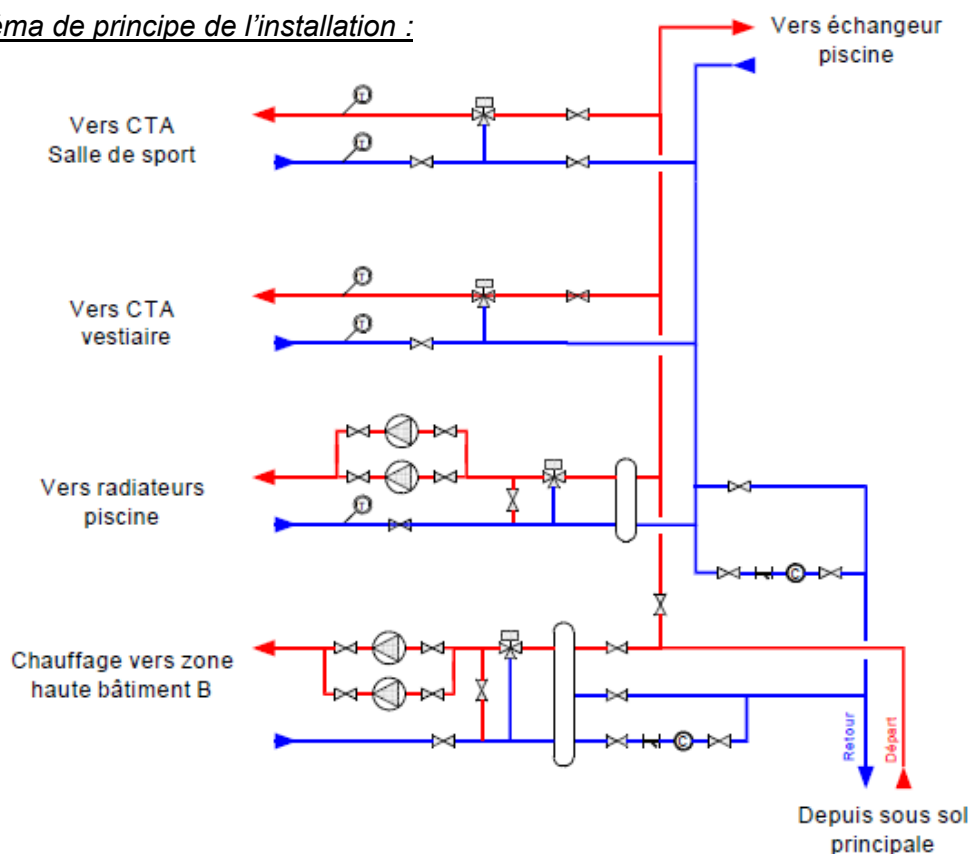 éma de principe de l'installation :
Vers échangeur
piscine
T
Vers CTA
Salle de sport
T
T
Vers CTA
vestiaire
T
Vers radiateurs
piscine
T
C
Chauffage vers zone
haute bâtiment B
C
Retour
Départ
Depuis sous sol
principale